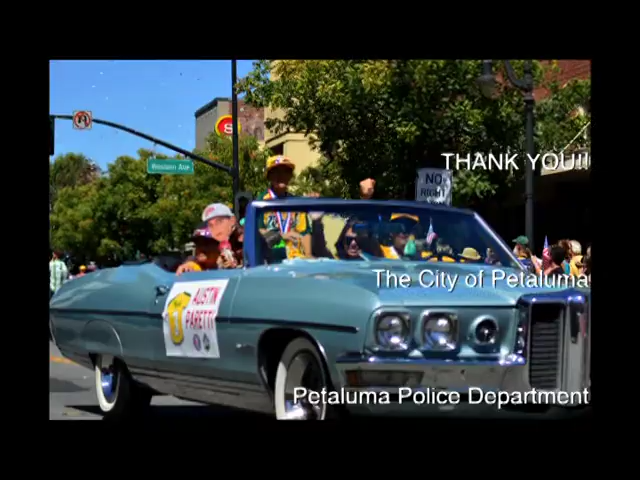 THANK YOU!!
NO
RIGHT
The City of Petaluma
AUSTIN
PARETTI
Petaluma Police Department